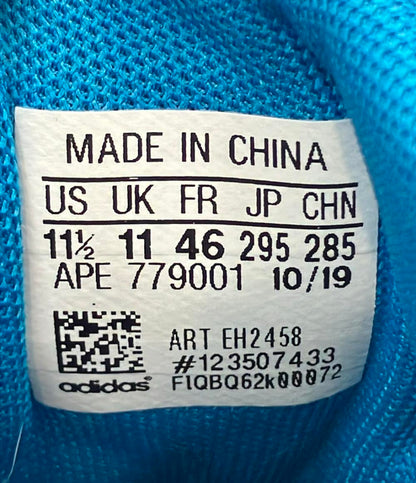 MADE IN CHINA
US UK FR JP CHN
11½ 11 46 295 285
APE 779001 10/19
ART EH2458
#123507433
adidas® F1QBQ62k00072